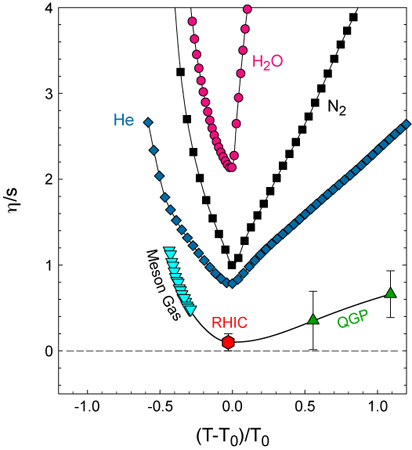 4
3
2
1
0
η/s
H₂O
N₂
He
Meson Gas
RHIC
QGP
-1.0
-0.5
0.0
0.5
1.0
(T-T₀)/T₀